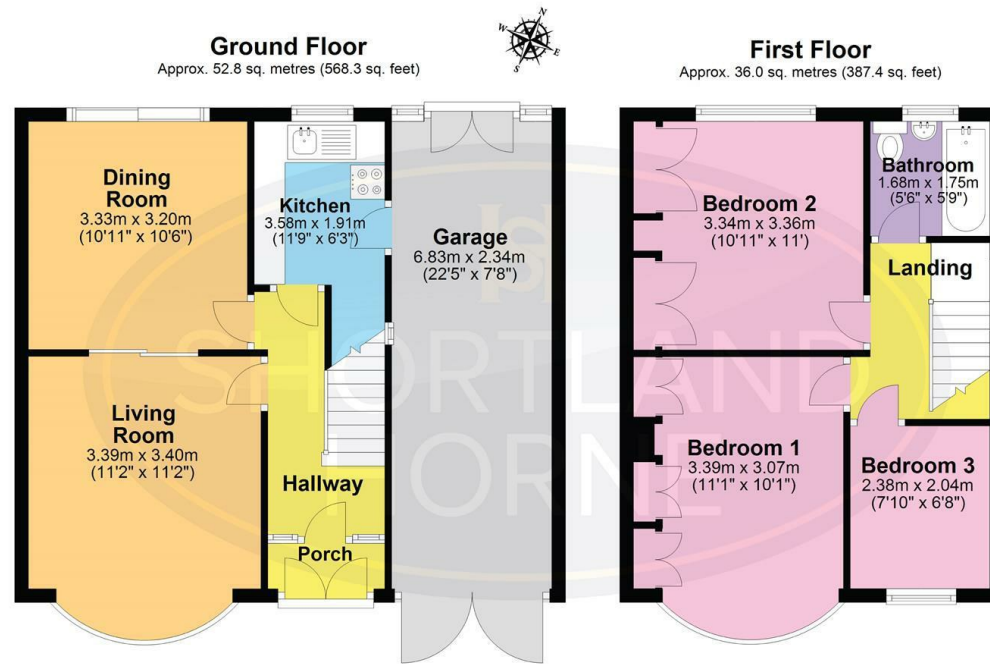 Ground Floor
Approx. 52.8 sq. metres (568.3 sq. feet)
N
W
E
S
First Floor
Approx. 36.0 sq. metres (387.4 sq. feet)
Dining
Room
3.33m x 3.20m
(10'11" x 10'6")
Kitchen
3.58m x 1.91m
(11'9" x 6'3")
Garage
6.83m x 2.34m
(22'5" x 7'8")
Living
Room
3.39m x 3.40m
(11'2" x 11'2")
Hallway
Porch
Bedroom 2
3.34m x 3.36m
(10'11" x 11')
Bathroom
1.68m x 1.75m
(5'6" x 5'9")
Landing
Bedroom 1
3.39m x 3.07m
(11'1" x 10'1")
Bedroom 3
2.38m x 2.04m
(7'10" x 6'8")
SHORTLAND
HORNE
SHORTLAND
HORNE